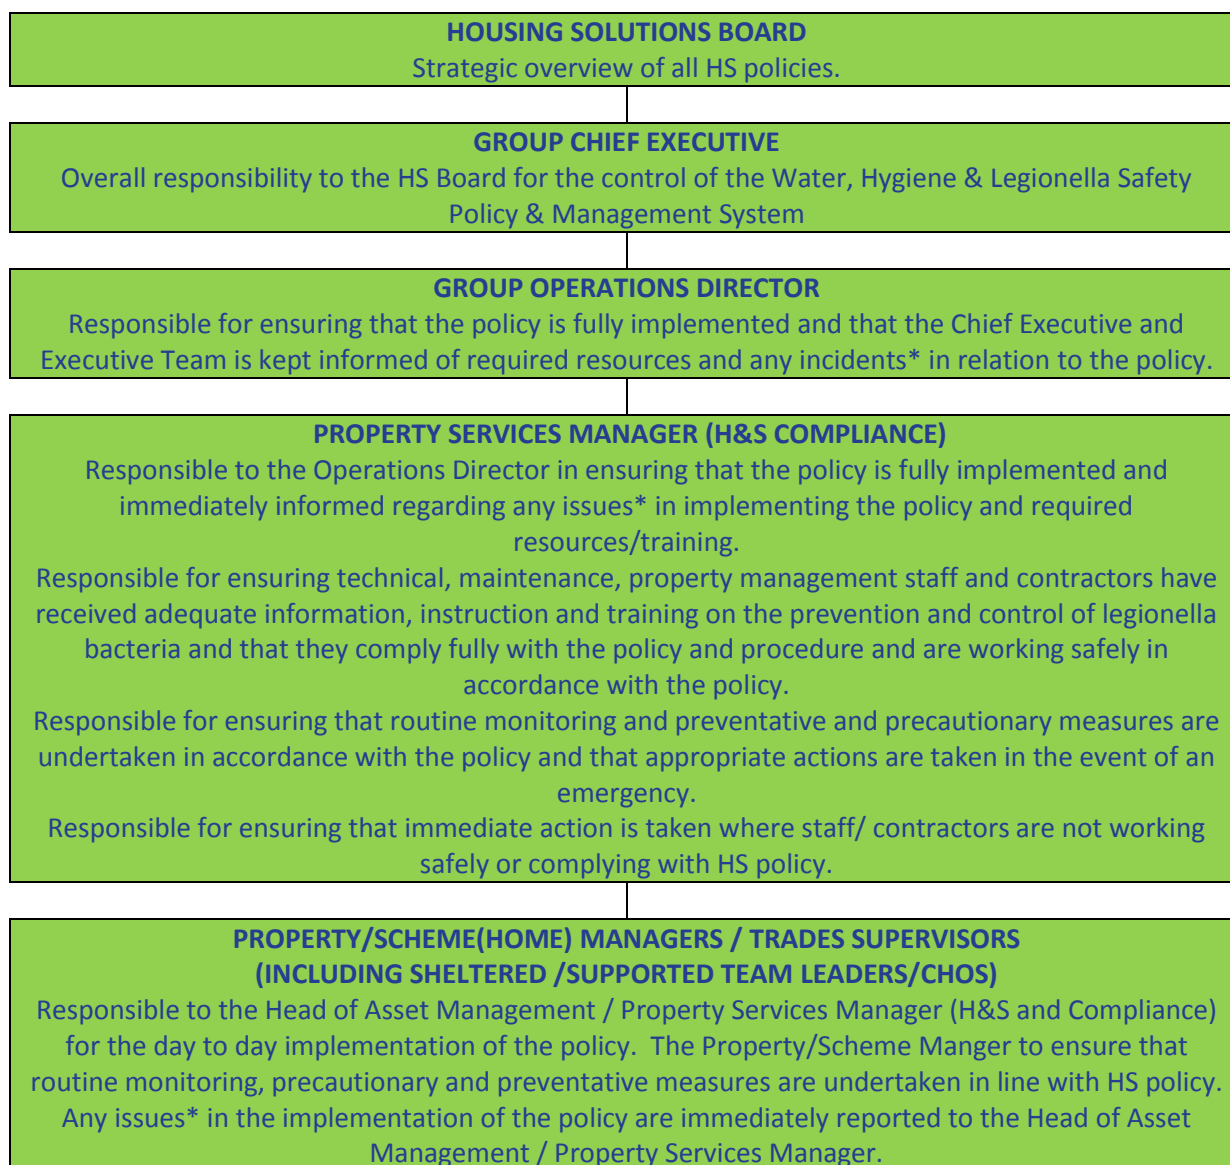 HOUSING SOLUTIONS BOARD
Strategic overview of all HS policies.
GROUP CHIEF EXECUTIVE
Overall responsibility to the HS Board for the control of the Water, Hygiene & Legionella Safety
Policy & Management System
GROUP OPERATIONS DIRECTOR
Responsible for ensuring that the policy is fully implemented and that the Chief Executive and
Executive Team is kept informed of required resources and any incidents* in relation to the policy.
PROPERTY SERVICES MANAGER (H&S COMPLIANCE)
Responsible to the Operations Director in ensuring that the policy is fully implemented and
immediately informed regarding any issues* in implementing the policy and required
resources/training.
Responsible for ensuring technical, maintenance, property management staff and contractors have
received adequate information, instruction and training on the prevention and control of legionella
bacteria and that they comply fully with the policy and procedure and are working safely in
accordance with the policy.
Responsible for ensuring that routine monitoring and preventative and precautionary measures are
undertaken in accordance with the policy and that appropriate actions are taken in the event of an
emergency.
Responsible for ensuring that immediate action is taken where staff/ contractors are not working
safely or complying with HS policy.
PROPERTY/SCHEME(HOME) MANAGERS / TRADES SUPERVISORS
(INCLUDING SHELTERED /SUPPORTED TEAM LEADERS/CHOS)
Responsible to the Head of Asset Management / Property Services Manager (H&S and Compliance)
for the day to day implementation of the policy.  The Property/Scheme Manger to ensure that
routine monitoring, precautionary and preventative measures are undertaken in line with HS policy.
Any issues* in the implementation of the policy are immediately reported to the Head of Asset
Management / Property Services Manager.